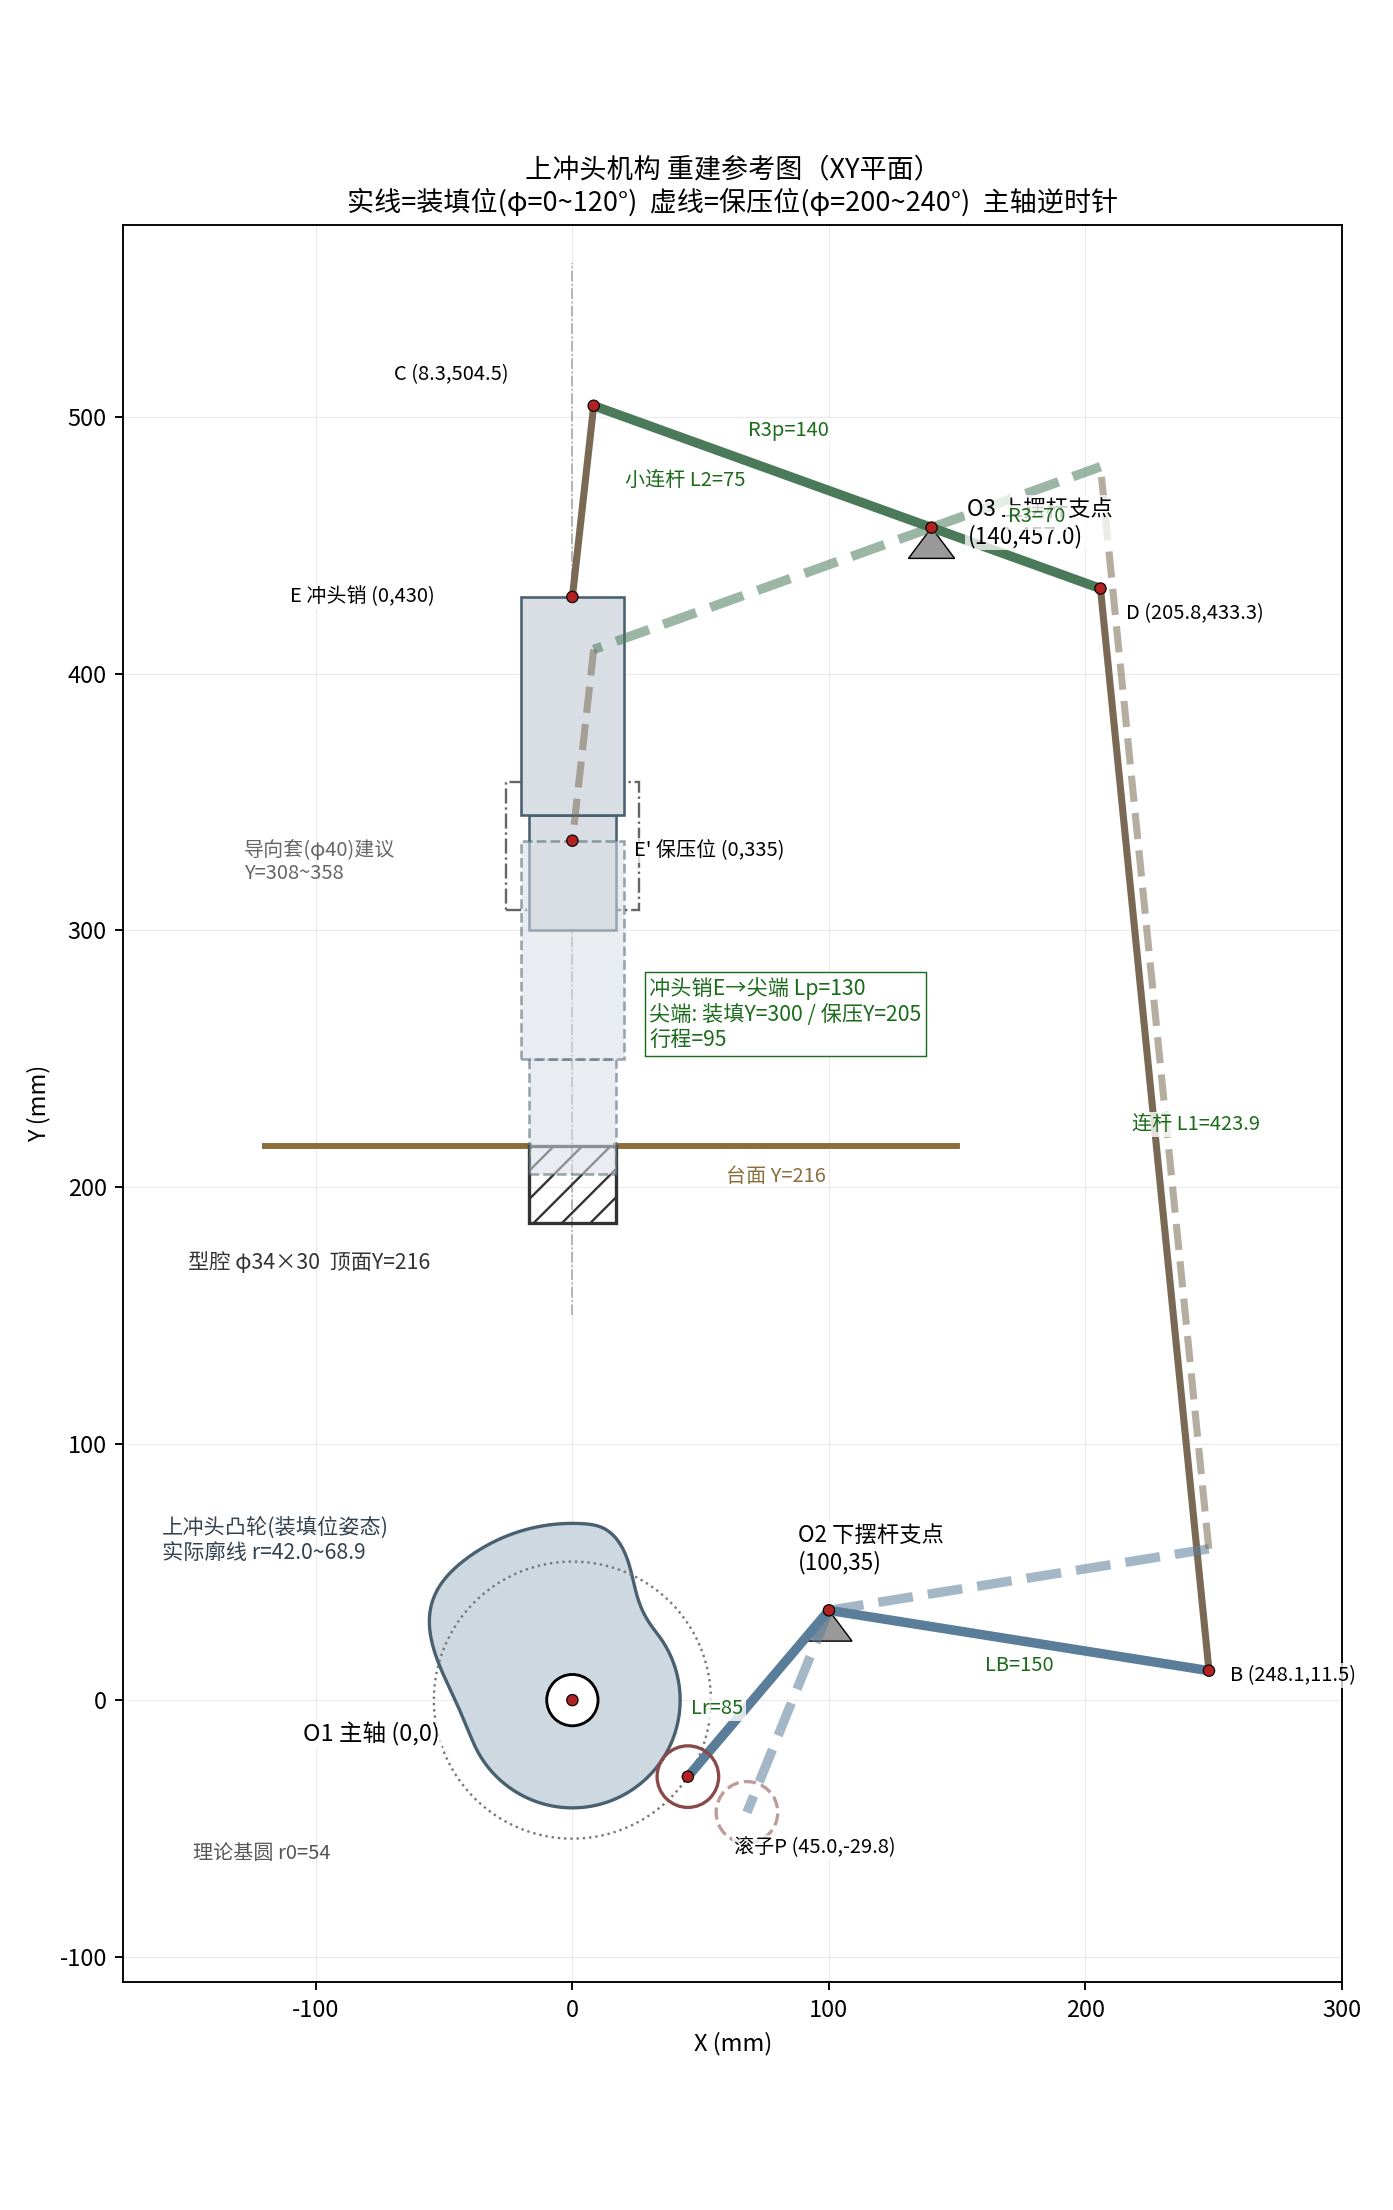 上冲头机构 重建参考图（XY平面）
实线=装填位(φ=0~120°)  虚线=保压位(φ=200~240°)  主轴逆时针
C (8.3,504.5)
R3p=140
小连杆 L2=75
O3 上摆杆支点
(140,457.0)
R3=70
E 冲头销 (0,430)
D (205.8,433.3)
导向套(φ40)建议
Y=308~358
E' 保压位 (0,335)
冲头销E→尖端 Lp=130
尖端: 装填Y=300 / 保压Y=205
行程=95
连杆 L1=423.9
台面 Y=216
型腔 φ34×30  顶面Y=216
上冲头凸轮(装填位姿态)
实际廓线 r=42.0~68.9
O2 下摆杆支点
(100,35)
LB=150
B (248.1,11.5)
Lr=85
O1 主轴 (0,0)
滚子P (45.0,-29.8)
理论基圆 r0=54
500
400
300
200
100
0
-100
Y (mm)
-100
0
100
200
300
X (mm)